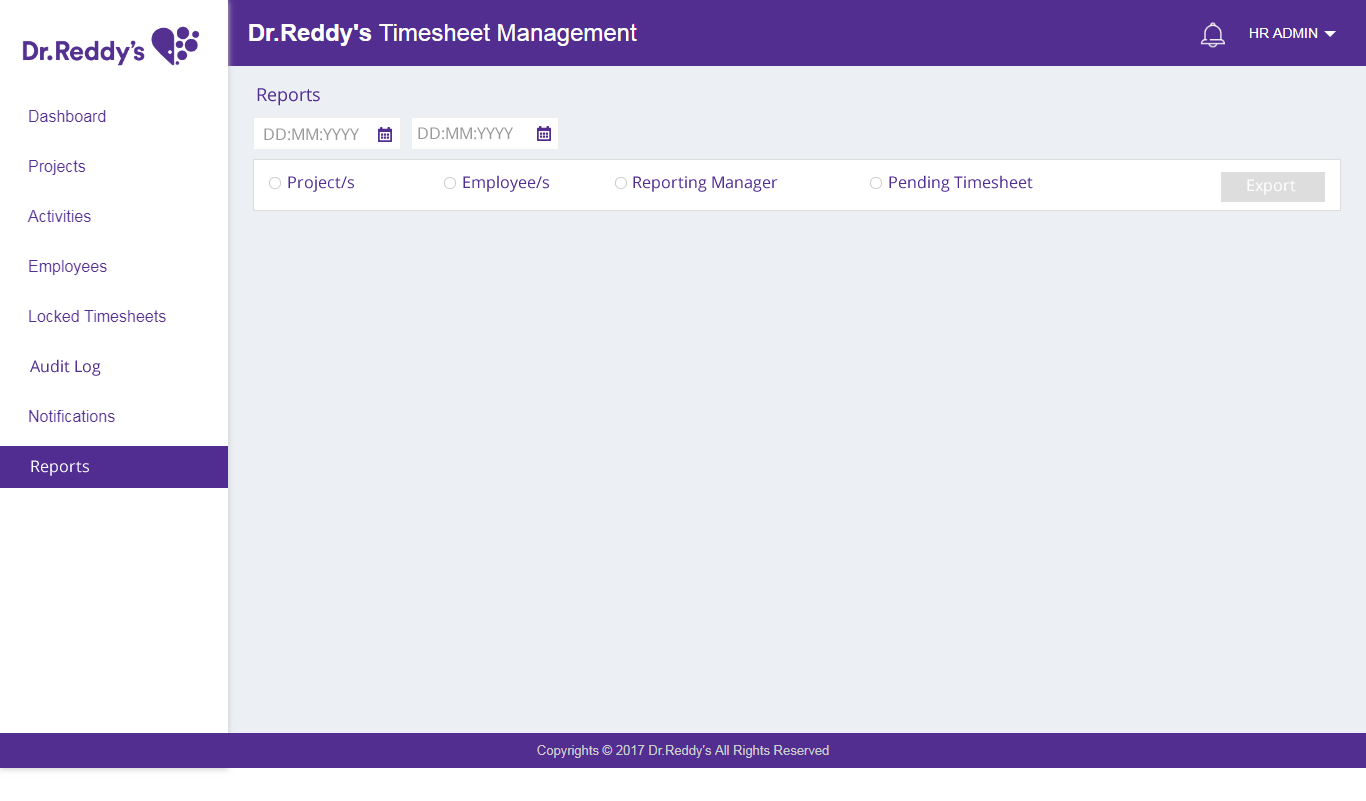 Dr.Reddy's
Dr.Reddy's Timesheet Management
HR ADMIN
Dashboard
Projects
Activities
Employees
Locked Timesheets
Audit Log
Notifications
Reports
Reports
DD:MM:YYYY
DD:MM:YYYY
Project/s
Employee/s
Reporting Manager
Pending Timesheet
Export
Copyrights © 2017 Dr.Reddy's All Rights Reserved